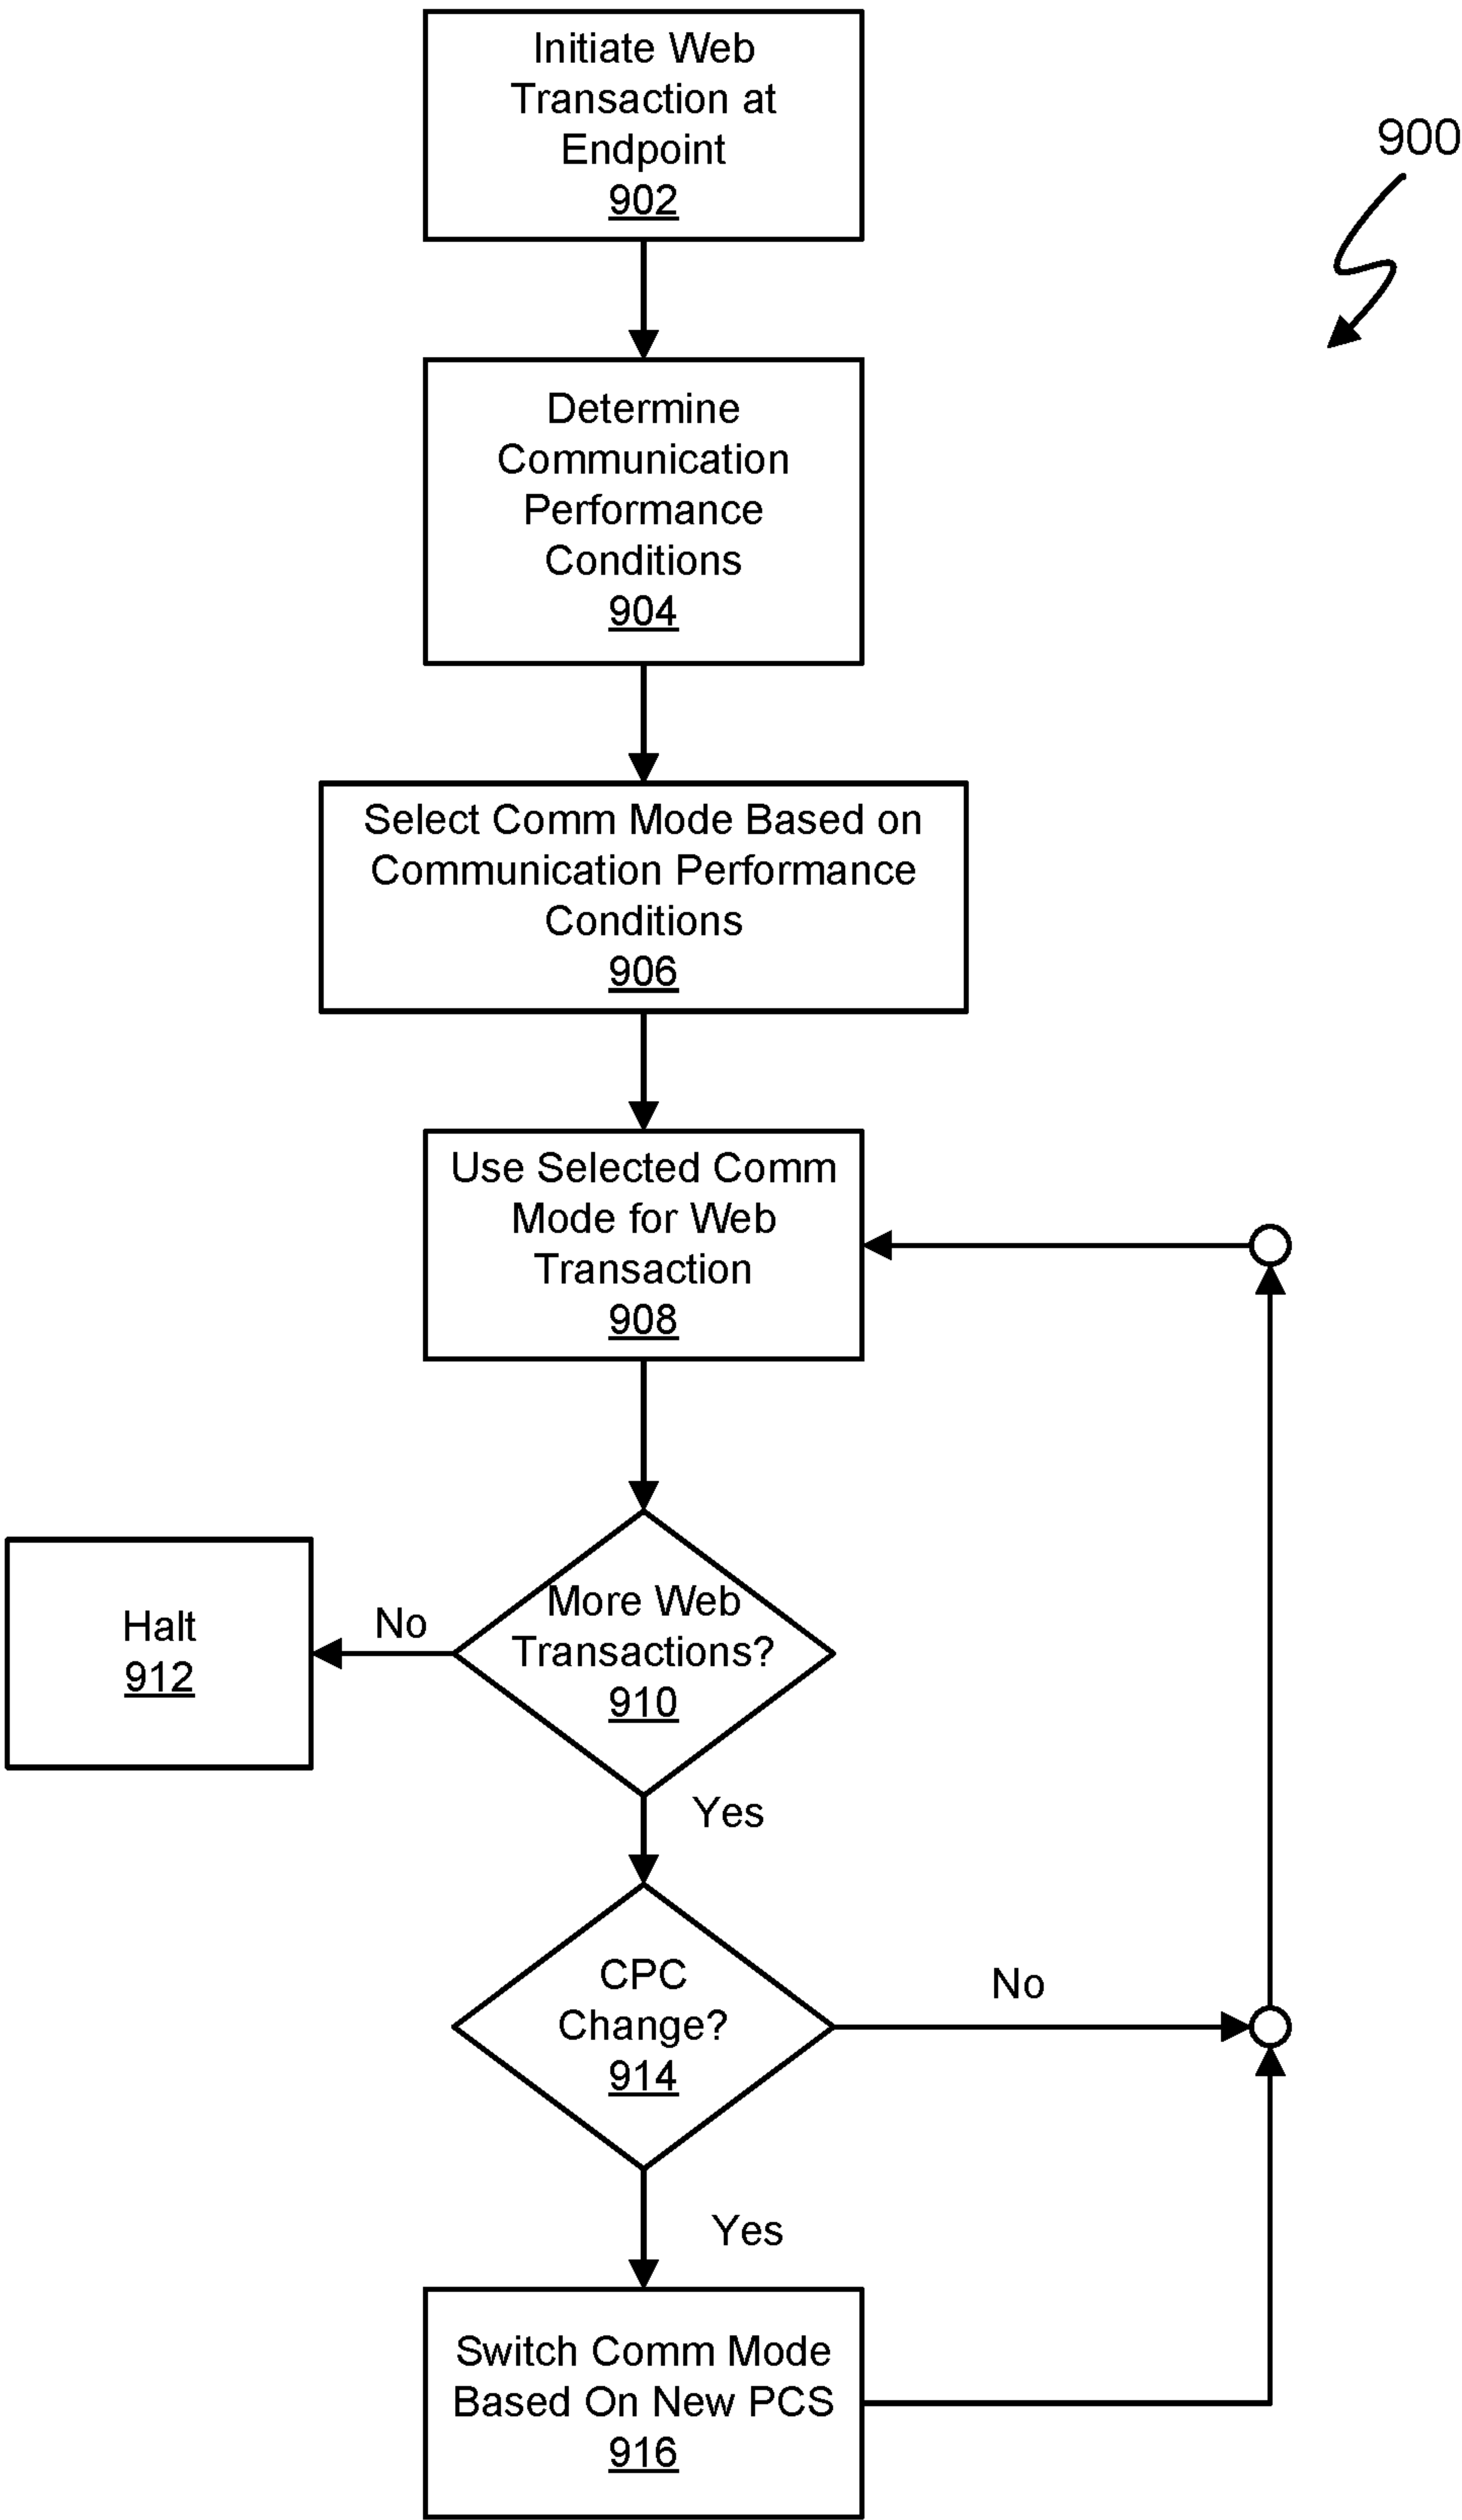 Initiate Web
Transaction at
Endpoint
902
900
Determine
Communication
Performance
Conditions
904
Select Comm Mode Based on
Communication Performance
Conditions
906
Use Selected Comm
Mode for Web
Transaction
908
More Web
Transactions?
910
No
Halt
912
Yes
CPC
Change?
914
No
Yes
Switch Comm Mode
Based On New PCS
916